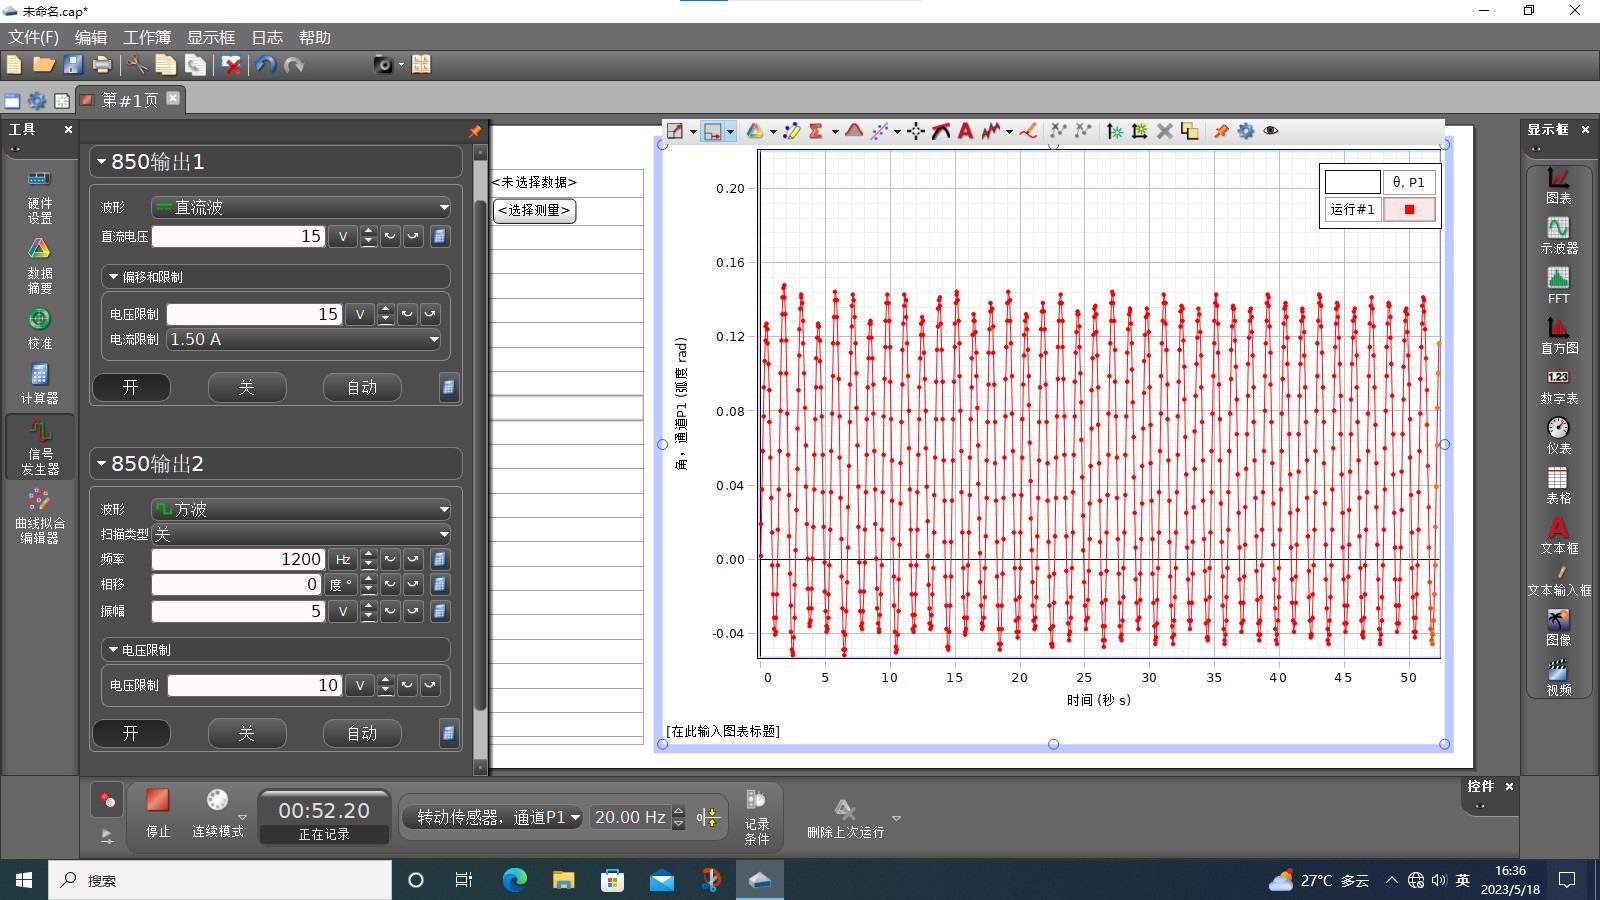 未命名.cap*
文件(F) 编辑 工作簿 显示框 日志 帮助
第#1页
工具
硬件
设置
数据
摘要
校准
计算器
信号
发生器
曲线拟合
编辑器
850输出1
波形 直流波
直流电压 15 V
偏移和限制
电压限制 15 V
电流限制 1.50 A
开 关 自动
850输出2
波形 方波
扫描类型 关
频率 1200 Hz
相移 0 度 °
振幅 5 V
电压限制
电压限制 10 V
开 关 自动
<未选择数据>
<选择测量>
θ, P1
运行#1
角，通道P1 (弧度 rad)
0.20
0.16
0.12
0.08
0.04
0.00
-0.04
0 5 10 15 20 25 30 35 40 45 50
时间 (秒 s)
[在此输入图表标题]
显示框
图表
示波器
FFT
直方图
1.23
数字表
仪表
表格
A
文本框
文本输入框
图像
视频
控件
停止
连续模式
00:52.20
正在记录
转动传感器，通道P1
20.00 Hz
记录
条件
删除上次运行
搜索
27°C 多云
英
16:36
2023/5/18